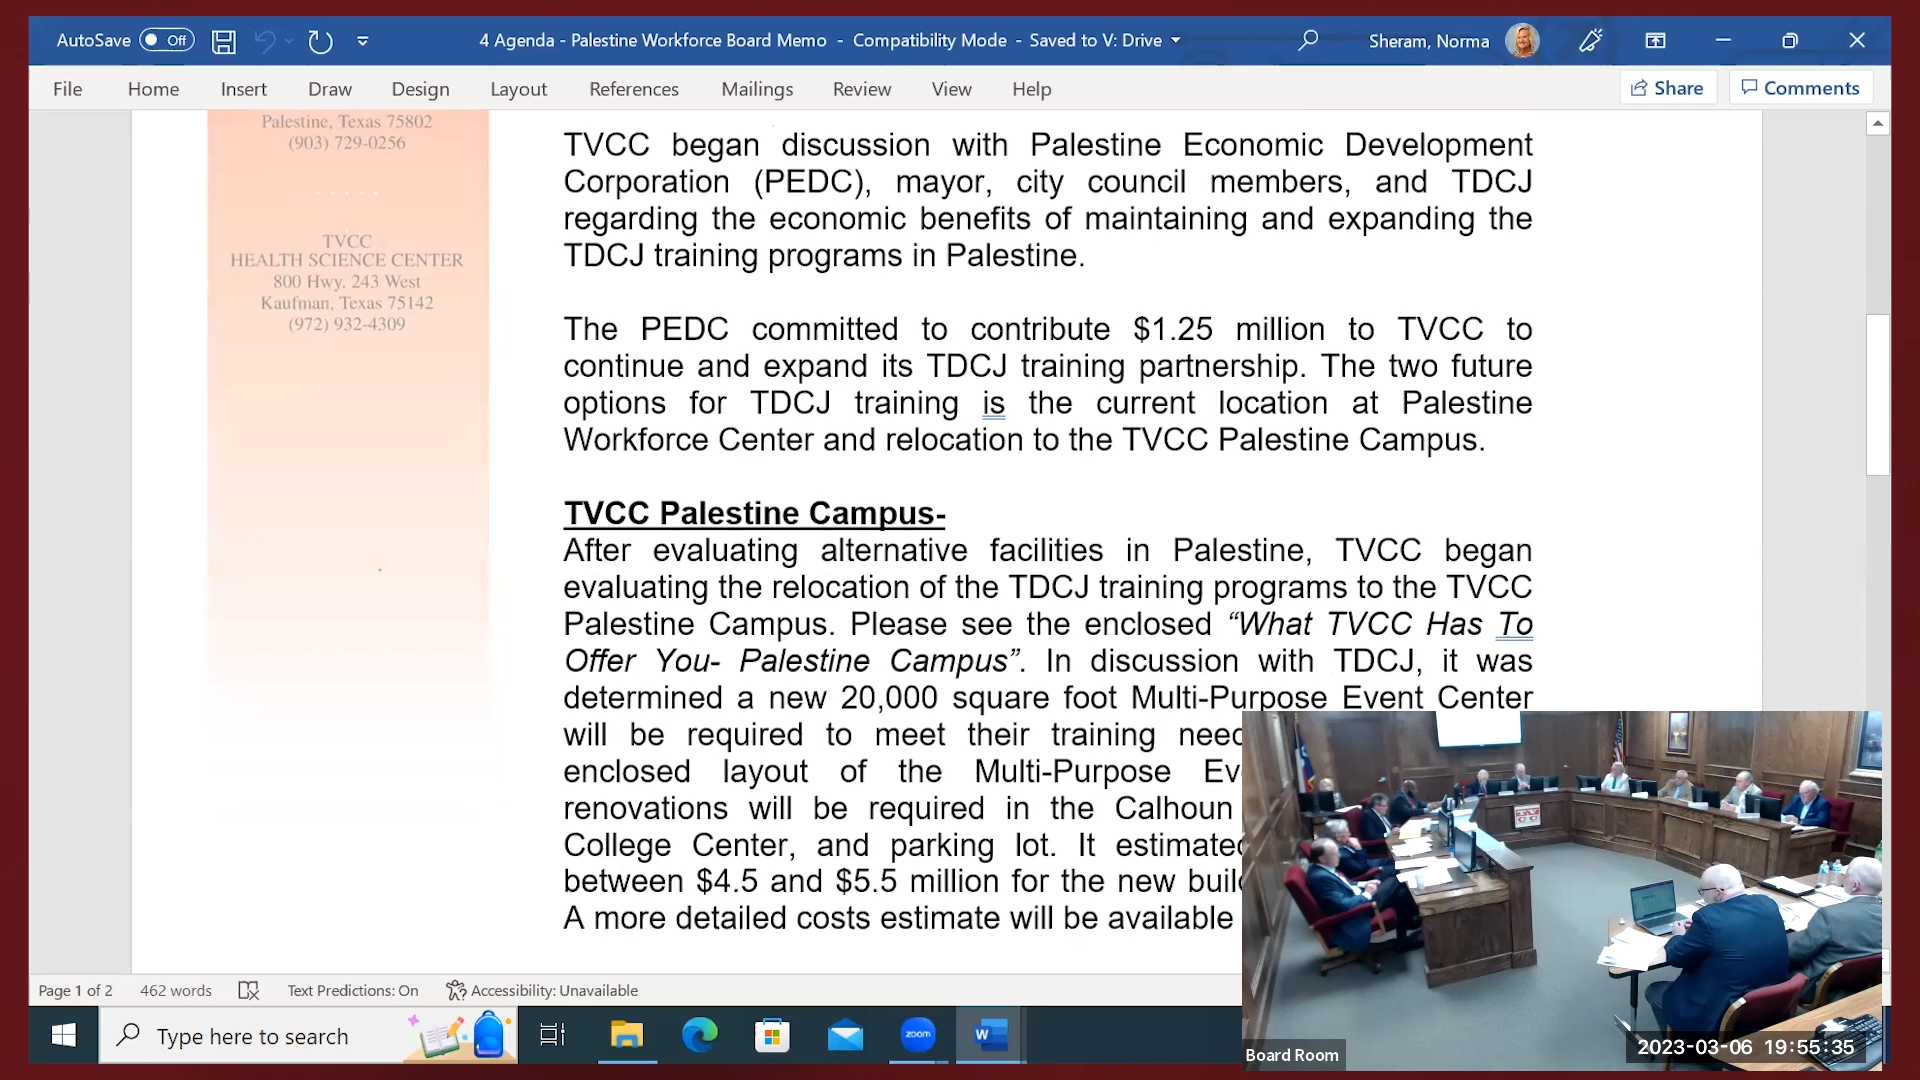 AutoSave Off 4 Agenda - Palestine Workforce Board Memo - Compatibility Mode - Saved to V: Drive Sheram, Norma
File Home Insert Draw Design Layout References Mailings Review View Help Share Comments
Palestine, Texas 75802
(903) 729-0256
. . . . .
TVCC
HEALTH SCIENCE CENTER
800 Hwy. 243 West
Kaufman, Texas 75142
(972) 932-4309
TVCC began discussion with Palestine Economic Development
Corporation (PEDC), mayor, city council members, and TDCJ
regarding the economic benefits of maintaining and expanding the
TDCJ training programs in Palestine.
The PEDC committed to contribute $1.25 million to TVCC to
continue and expand its TDCJ training partnership. The two future
options for TDCJ training is the current location at Palestine
Workforce Center and relocation to the TVCC Palestine Campus.
TVCC Palestine Campus-
After evaluating alternative facilities in Palestine, TVCC began
evaluating the relocation of the TDCJ training programs to the TVCC
Palestine Campus. Please see the enclosed “What TVCC Has To
Offer You- Palestine Campus”. In discussion with TDCJ, it was
determined a new 20,000 square foot Multi-Purpose Event Center
will be required to meet their training
enclosed layout of the Multi-Purpose
renovations will be required in the Calhoun
College Center, and parking lot. It estimated
between $4.5 and $5.5 million for the new
A more detailed costs estimate will be available
Page 1 of 2 462 words Text Predictions: On Accessibility: Unavailable
Type here to search
zoom
W
Board Room
2023-03-06 19:55:35